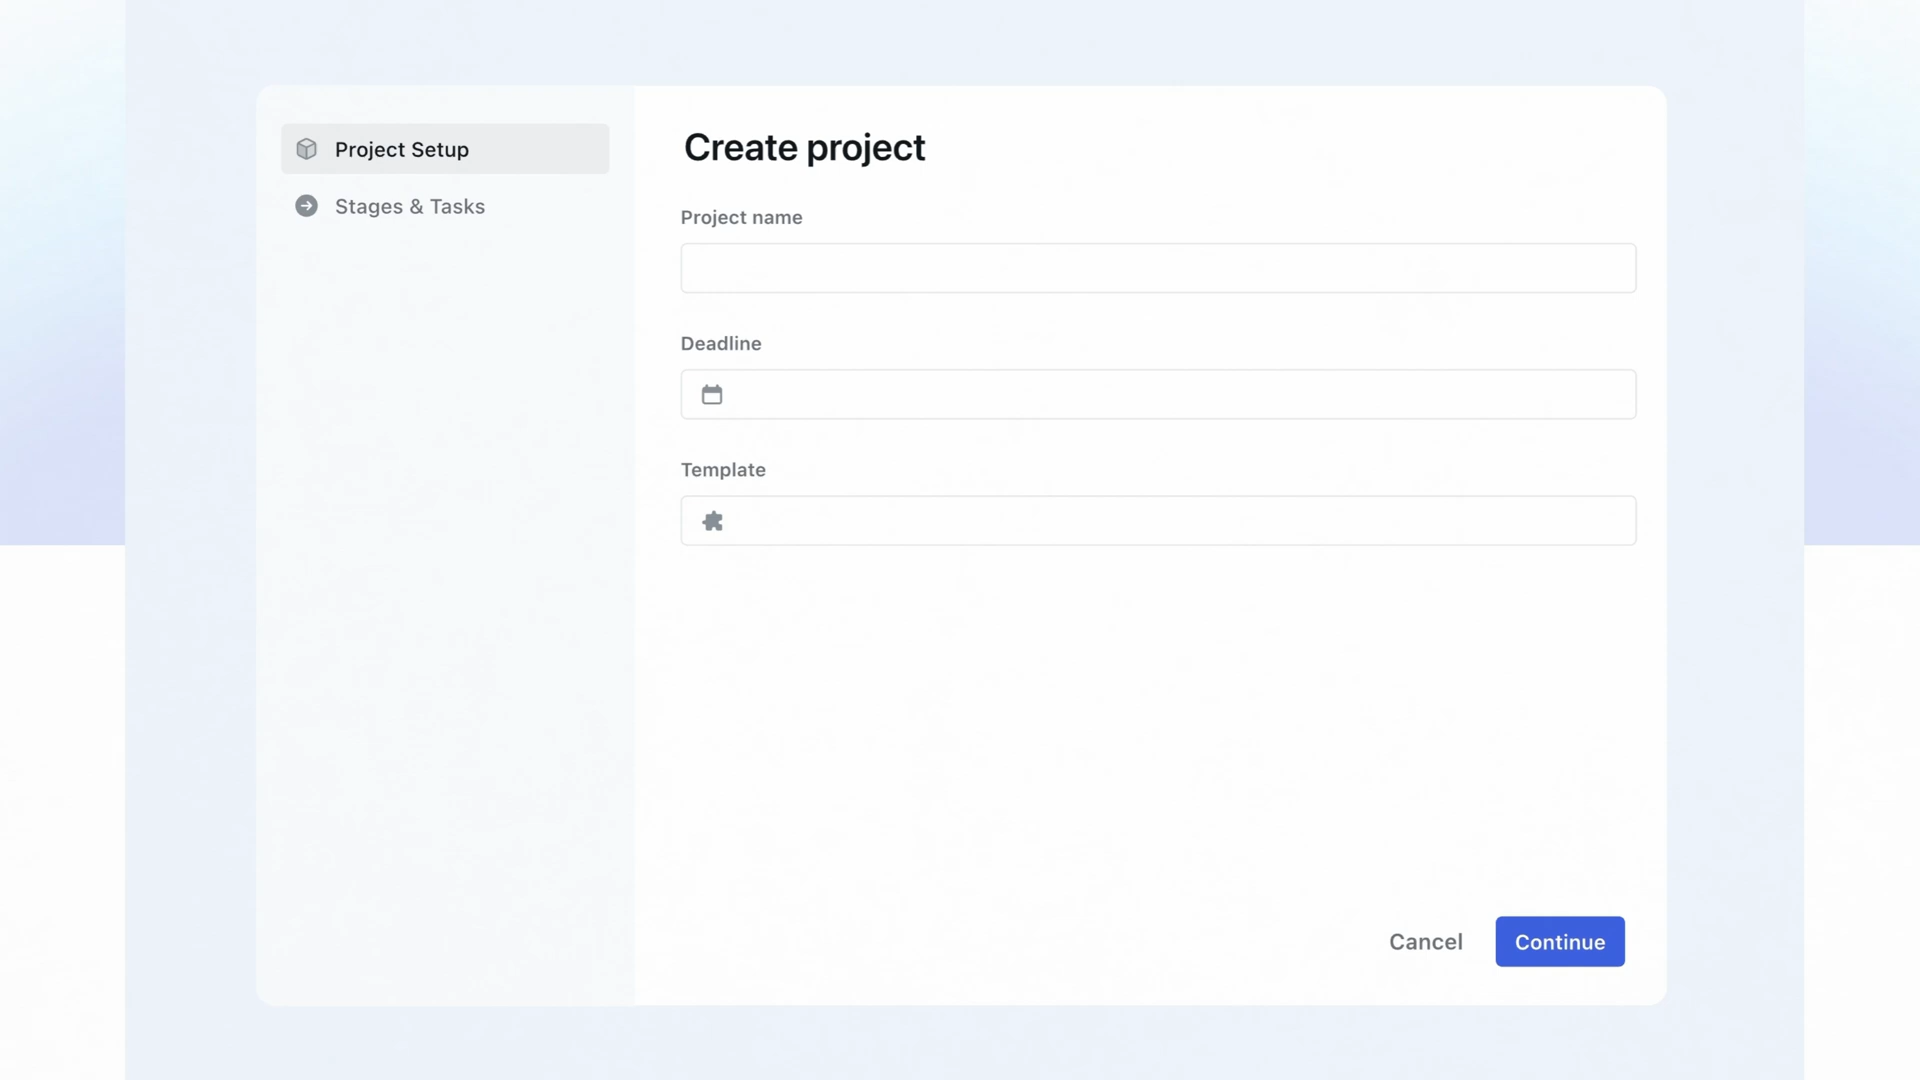 Project Setup
Stages & Tasks
Create project
Project name
Deadline
Template
Cancel
Continue